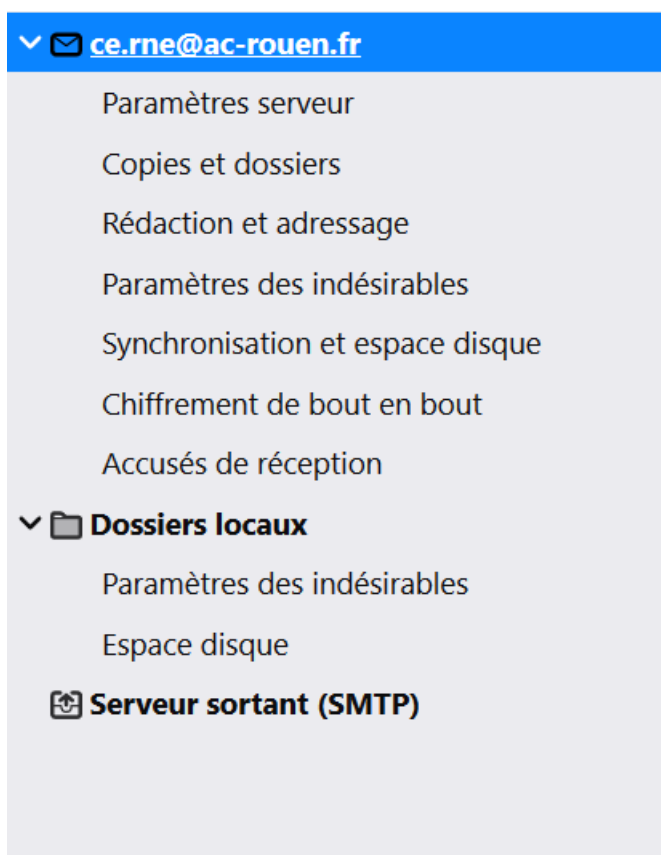 ce.rne@ac-rouen.fr
Paramètres serveur
Copies et dossiers
Rédaction et adressage
Paramètres des indésirables
Synchronisation et espace disque
Chiffrement de bout en bout
Accusés de réception
Dossiers locaux
Paramètres des indésirables
Espace disque
Serveur sortant (SMTP)